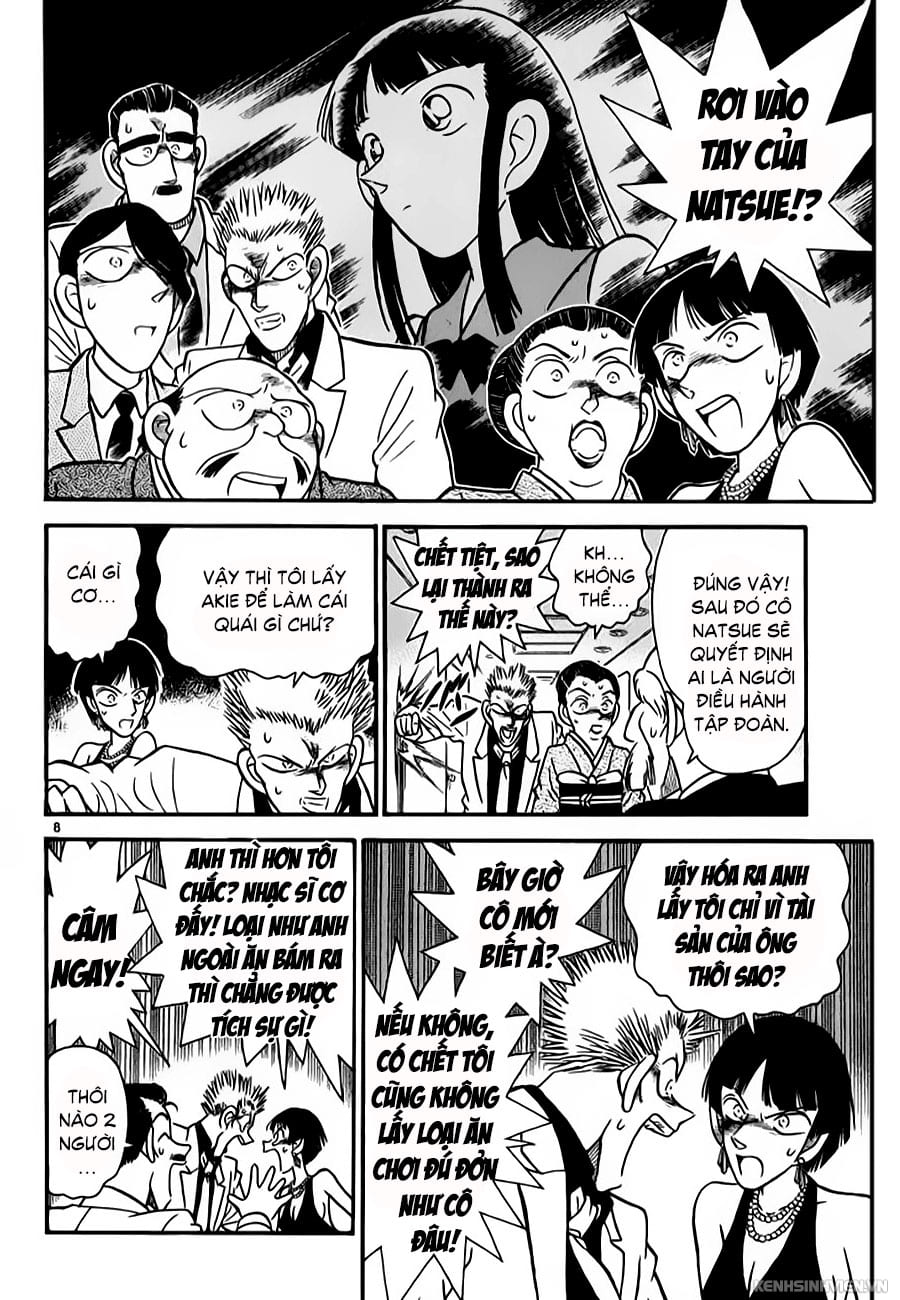 RƠI VÀO
TAY CỦA
NATSUE!?
ĐÚNG VẬY!
SAU ĐÓ CÔ
NATSUE SẼ
QUYẾT ĐỊNH
AI LÀ NGƯỜI
ĐIỀU HÀNH
TẬP ĐOÀN.
KH...
KHÔNG
THỂ...
CHẾT TIỆT, SAO
LẠI THÀNH RA
THẾ NÀY?
VẬY THÌ TÔI LẤY
AKIE ĐỂ LÀM CÁI
QUÁI GÌ CHỨ?
CÁI GÌ
CƠ...
8
VẬY HÓA RA ANH
LẤY TÔI CHỈ VÌ TÀI
SẢN CỦA ÔNG
THÔI SAO?
BÂY GIỜ
CÔ MỚI
BIẾT À?
NẾU KHÔNG,
CÓ CHẾT TÔI
CŨNG KHÔNG
LẤY LOẠI ĂN
CHƠI ĐÚ ĐỞN
NHƯ CÔ
ĐÂU!
ANH THÌ HƠN TÔI
CHẮC? NHẠC SĨ CƠ
ĐẤY! LOẠI NHƯ ANH
NGOÀI ĂN BÁM RA
THÌ CHẲNG ĐƯỢC
TÍCH SỰ GÌ!
CÂM
NGAY!
THÔI
NÀO 2
NGƯỜI
...
KENHSINHVIEN.VN